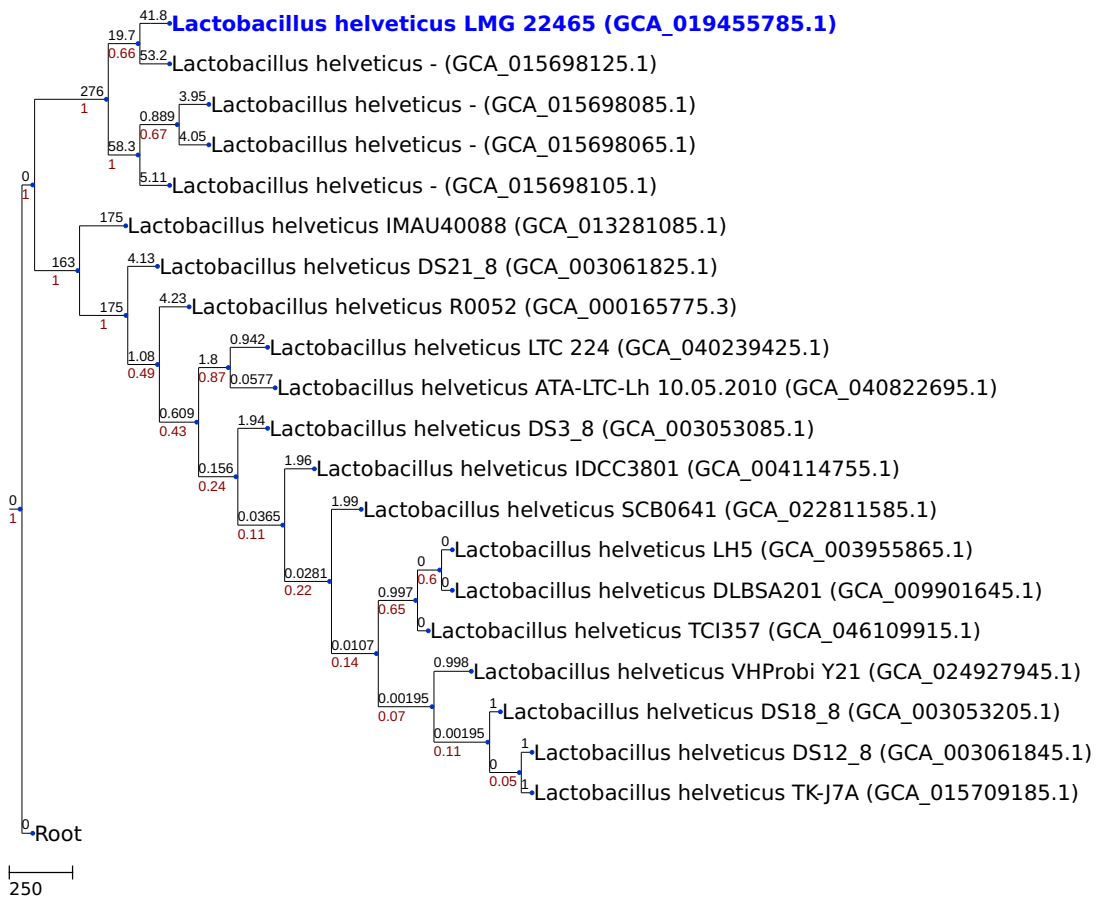 41.8
Lactobacillus helveticus LMG 22465 (GCA_019455785.1)
19.7
0.66
53.2
Lactobacillus helveticus - (GCA_015698125.1)
276
1
3.95
Lactobacillus helveticus - (GCA_015698085.1)
0.889
0.67
4.05
Lactobacillus helveticus - (GCA_015698065.1)
58.3
1
5.11
Lactobacillus helveticus - (GCA_015698105.1)
0
1
175
Lactobacillus helveticus IMAU40088 (GCA_013281085.1)
163
1
4.13
Lactobacillus helveticus DS21_8 (GCA_003061825.1)
175
1
4.23
Lactobacillus helveticus R0052 (GCA_000165775.3)
1.08
0.49
0.942
Lactobacillus helveticus LTC 224 (GCA_040239425.1)
1.8
0.87
0.0577
Lactobacillus helveticus ATA-LTC-Lh 10.05.2010 (GCA_040822695.1)
0.609
0.43
1.94
Lactobacillus helveticus DS3_8 (GCA_003053085.1)
0.156
0.24
1.96
Lactobacillus helveticus IDCC3801 (GCA_004114755.1)
0.0365
0.11
1.99
Lactobacillus helveticus SCB0641 (GCA_022811585.1)
0
1
0
Lactobacillus helveticus LH5 (GCA_003955865.1)
0
0.6
0
Lactobacillus helveticus DLBSA201 (GCA_009901645.1)
0.0281
0.22
0.997
0.65
0
Lactobacillus helveticus TCI357 (GCA_046109915.1)
0.0107
0.14
0.998
Lactobacillus helveticus VHProbi Y21 (GCA_024927945.1)
0.00195
0.07
1
Lactobacillus helveticus DS18_8 (GCA_003053205.1)
0.00195
0.11
1
Lactobacillus helveticus DS12_8 (GCA_003061845.1)
0
0.05
1
Lactobacillus helveticus TK-J7A (GCA_015709185.1)
0
Root
250